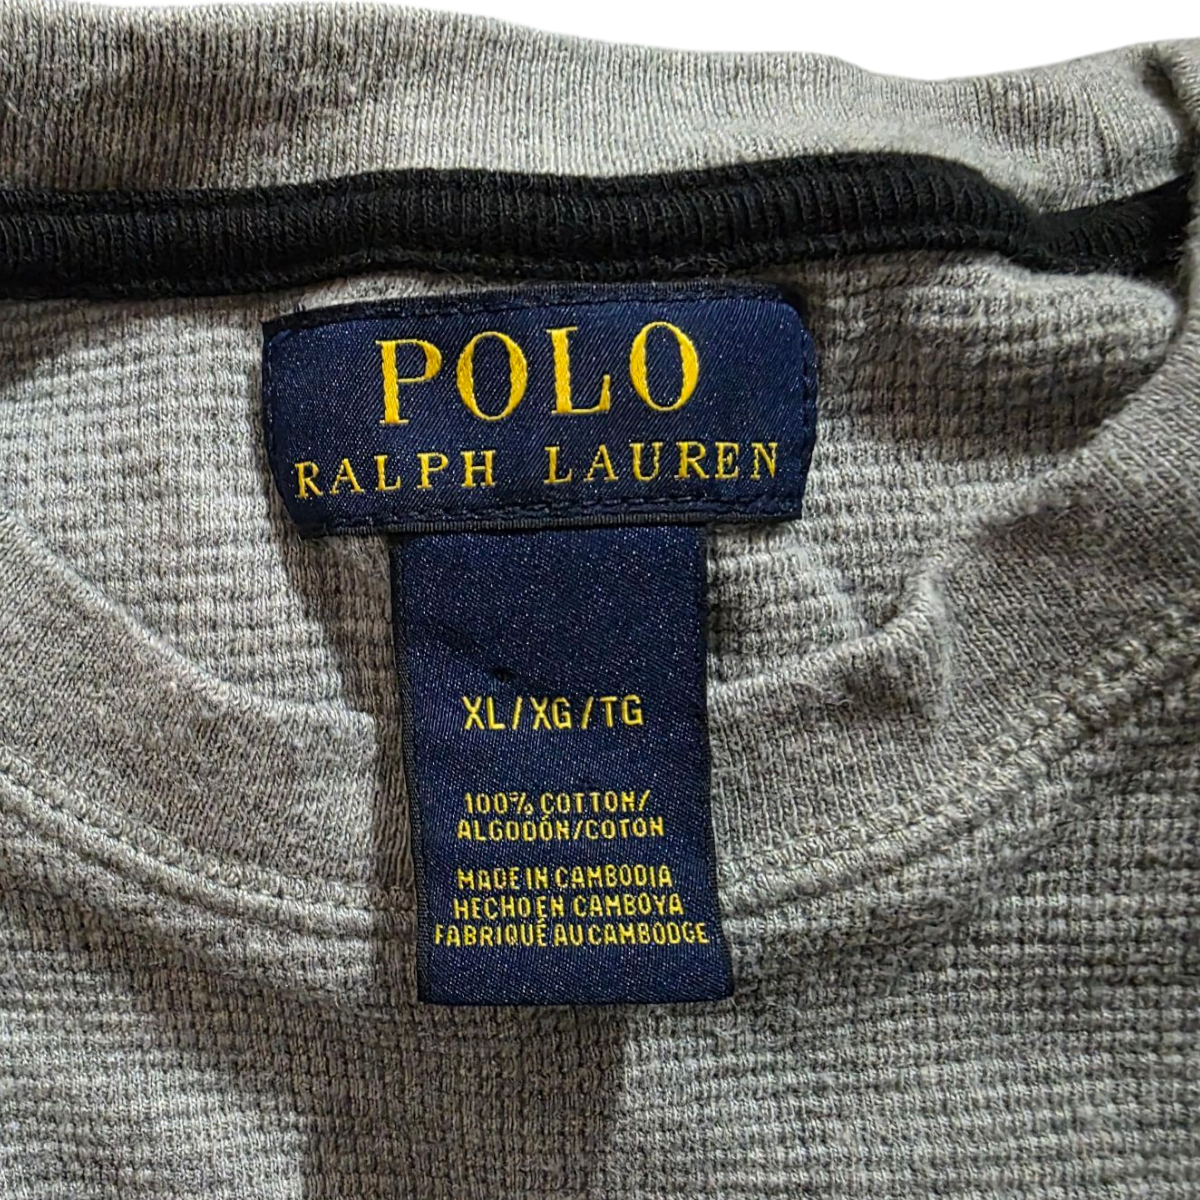 POLO
RALPH LAUREN
XL/XG/TG
100% COTTON/
ALGODÓN/COTON
MADE IN CAMBODIA
HECHO EN CAMBOYA
FABRIQUÉ AU CAMBODGE